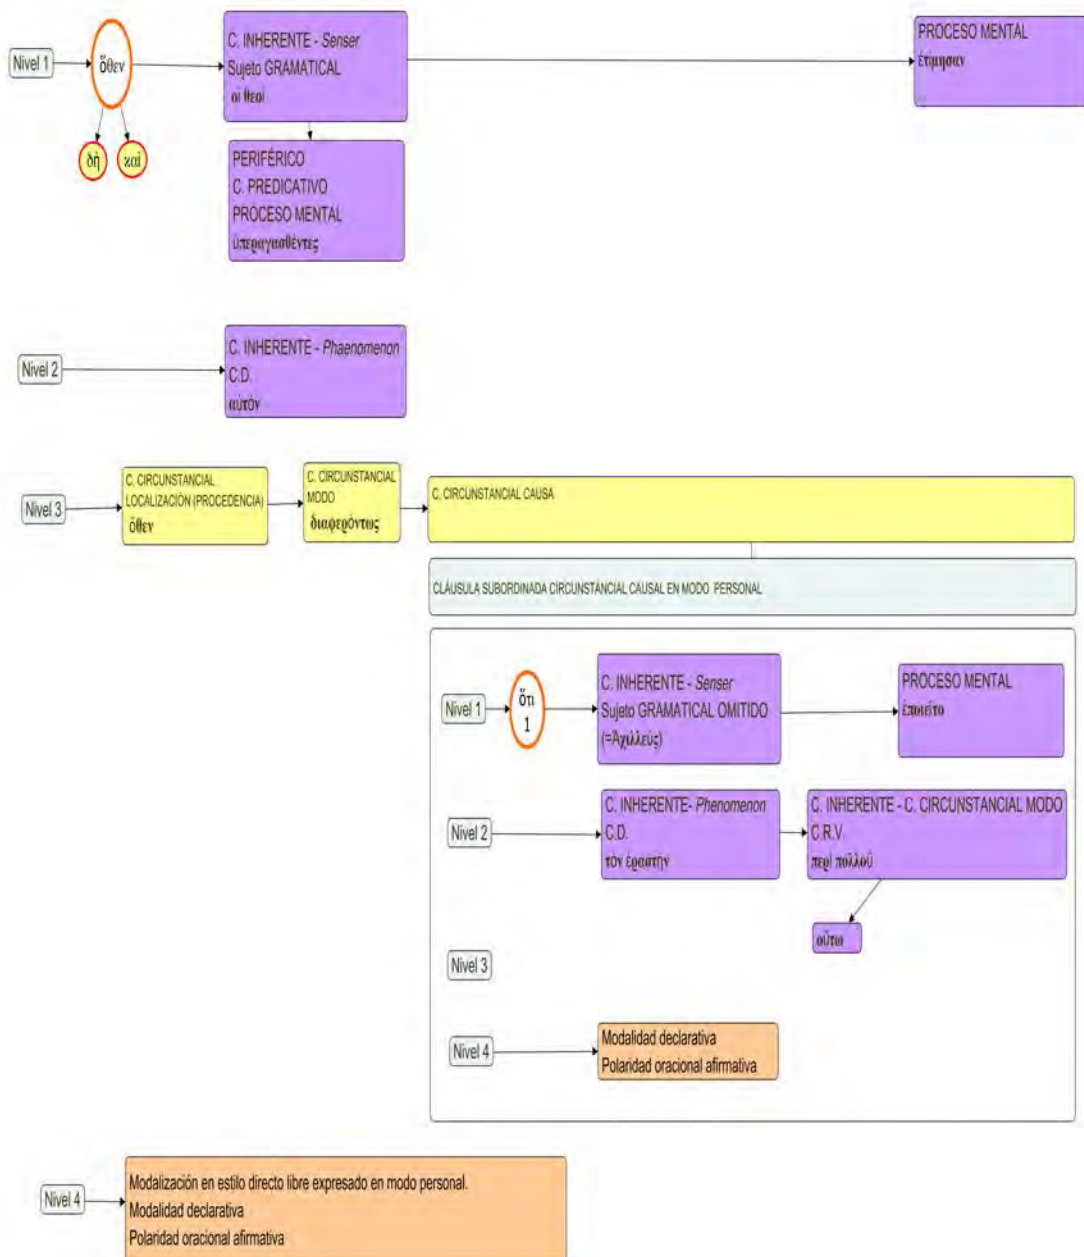 Nivel 1
ὅθεν
δὴ
καί
C. INHERENTE - Senser
Sujeto GRAMATICAL
οἱ θεοί
PROCESO MENTAL
ἐτίμησαν
PERIFÉRICO
C. PREDICATIVO
PROCESO MENTAL
ὑπεραγασθέντες
Nivel 2
C. INHERENTE - Phaenomenon
C.D.
αὐτὸν
Nivel 3
C. CIRCUNSTANCIAL
LOCALIZACIÓN (PROCEDENCIA)
ὅθεν
C. CIRCUNSTANCIAL
MODO
διαφερόντως
C. CIRCUNSTANCIAL CAUSA
CLÁUSULA SUBORDINADA CIRCUNSTANCIAL CAUSAL EN MODO PERSONAL
Nivel 1
ὅτι
1
C. INHERENTE - Senser
Sujeto GRAMATICAL OMITIDO
(=Ἀχιλλεύς)
PROCESO MENTAL
ἐποιεῖτο
Nivel 2
C. INHERENTE- Phenomenon
C.D.
τὸν ἐραστὴν
C. INHERENTE - C. CIRCUNSTANCIAL MODO
C.R.V.
περὶ πολλοῦ
οὕτω
Nivel 3
Nivel 4
Modalidad declarativa
Polaridad oracional afirmativa
Nivel 4
Modalización en estilo directo libre expresado en modo personal.
Modalidad declarativa
Polaridad oracional afirmativa